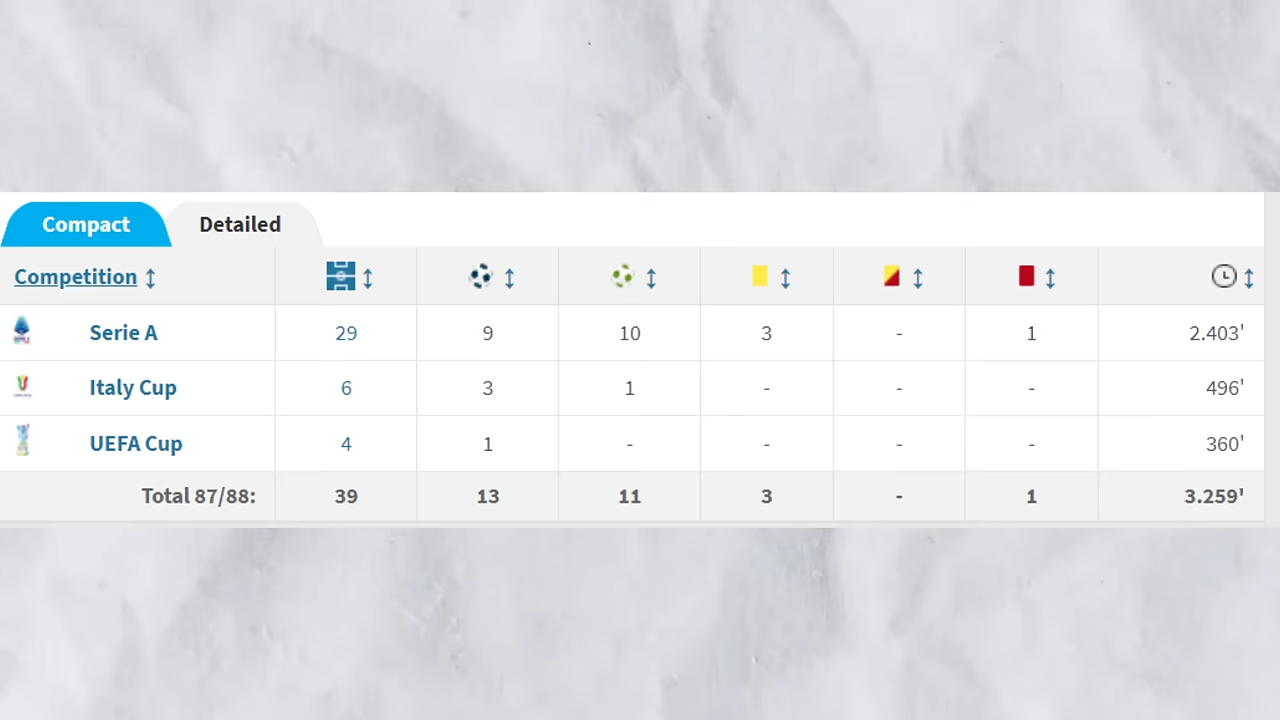 Compact Detailed
Competition
Serie A 29 9 10 3 - 1 2.403'
Italy Cup 6 3 1 - - - 496'
UEFA Cup 4 1 - - - - 360'
Total 87/88: 39 13 11 3 - 1 3.259'